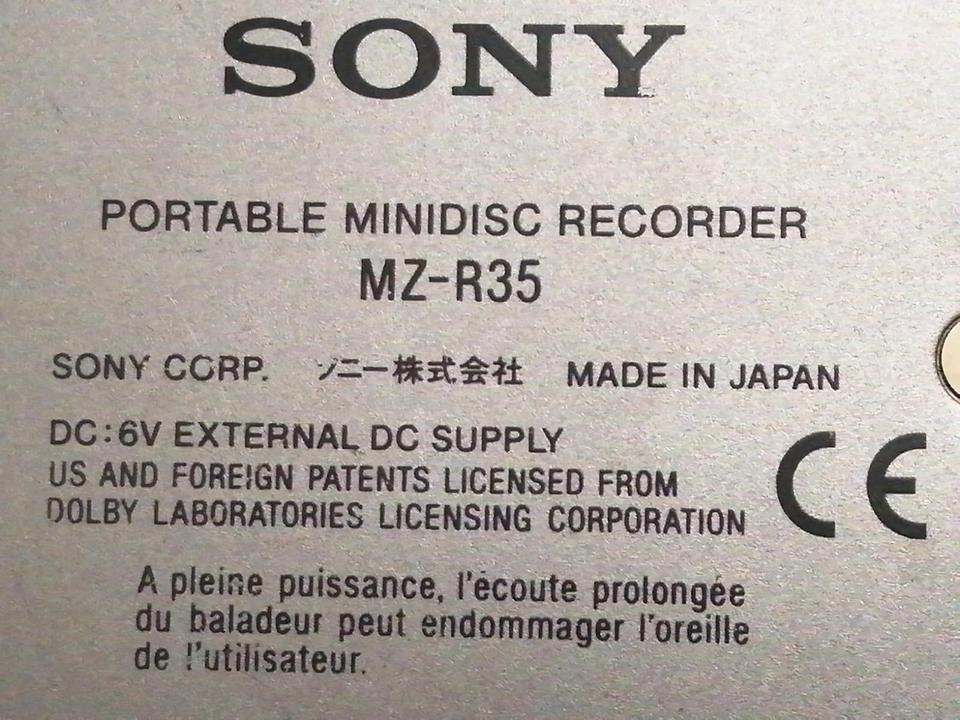 SONY
PORTABLE MINIDISC RECORDER
MZ-R35
SONY CORP. ソニー株式会社 MADE IN JAPAN
DC:6V EXTERNAL DC SUPPLY
US AND FOREIGN PATENTS LICENSED FROM
DOLBY LABORATORIES LICENSING CORPORATION
CE
A pleine puissance, l'écoute prolongée
du baladeur peut endommager l'oreille
de l'utilisateur.